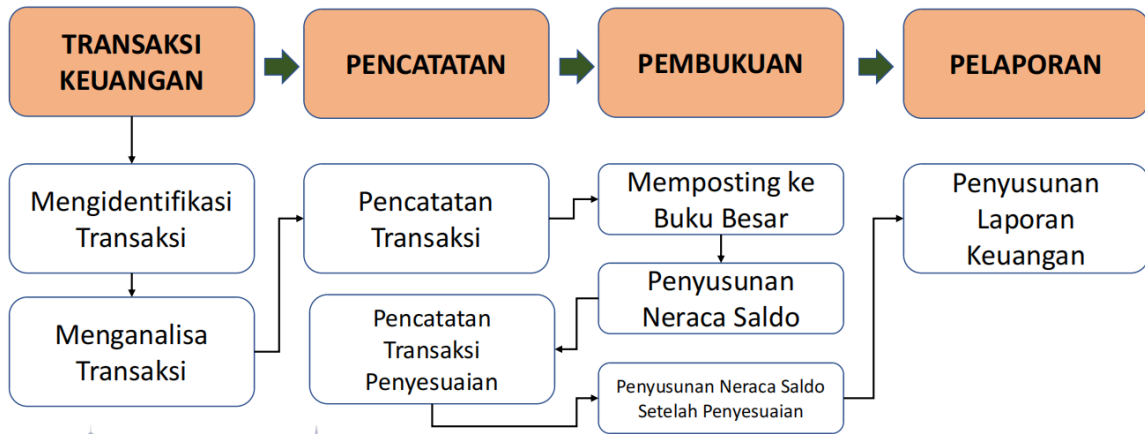 TRANSAKSI
KEUANGAN
PENCATATAN
PEMBUKUAN
PELAPORAN
Mengidentifikasi
Transaksi
Menganalisa
Transaksi
Pencatatan
Transaksi
Pencatatan
Transaksi
Penyesuaian
Memposting ke
Buku Besar
Penyusunan
Neraca Saldo
Penyusunan Neraca Saldo
Setelah Penyesuaian
Penyusunan
Laporan
Keuangan